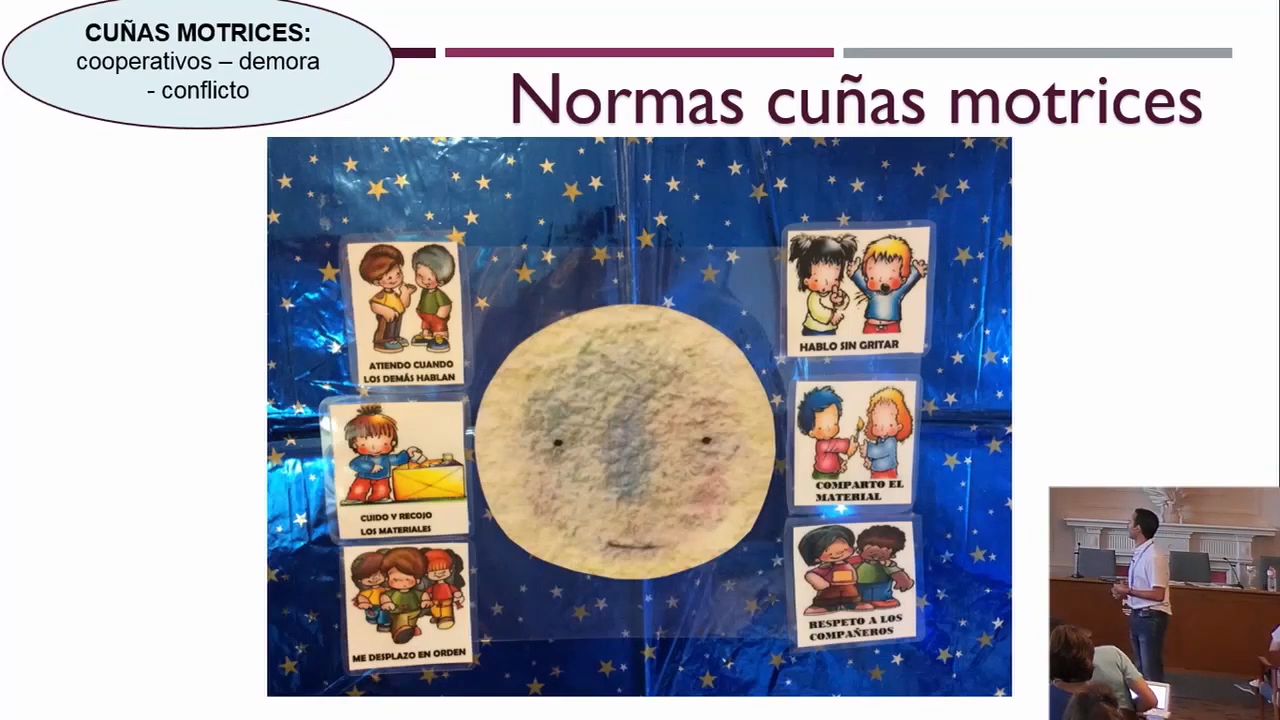 CUÑAS MOTRICES:
cooperativos – demora
- conflicto
Normas cuñas motrices
ATIENDO CUANDO
LOS DEMÁS HABLAN
CUIDO Y RECOJO
LOS MATERIALES
ME DESPLAZO EN ORDEN
HABLO SIN GRITAR
COMPARTO EL
MATERIAL
RESPETO A LOS
COMPAÑEROS